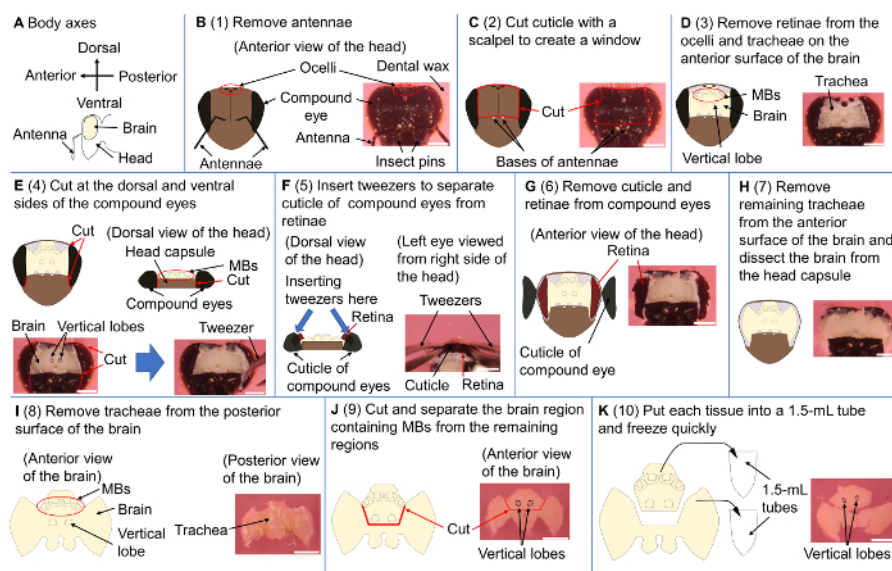 A Body axes
Dorsal
Anterior
Posterior
Ventral
Antenna
Brain
Head
B (1) Remove antennae
(Anterior view of the head)
Ocelli
Dental wax
Compound
eye
Antenna
Antennae
Insect pins
C (2) Cut cuticle with a
scalpel to create a window
Cut
Bases of antennae
D (3) Remove retinae from the
ocelli and tracheae on the
anterior surface of the brain
Trachea
MBs
Brain
Vertical lobe
E (4) Cut at the dorsal and ventral
sides of the compound eyes
Cut
(Dorsal view of the head)
Head capsule
MBs
Cut
Compound eyes
Brain
Vertical lobes
Cut
Tweezer
F (5) Insert tweezers to separate
cuticle of compound eyes from
retinae
(Dorsal view of
the head)
Inserting
tweezers here
Retina
Cuticle of
compound eyes
(Left eye viewed
from right side of
the head)
Tweezers
Cuticle
Retina
G (6) Remove cuticle and
retinae from compound eyes
(Anterior view of the head)
Retina
Cuticle of
compound eye
H (7) Remove
remaining tracheae
from the anterior
surface of the brain and
dissect the brain from
the head capsule
I (8) Remove tracheae from the posterior
surface of the brain
(Anterior view
of the brain)
MBs
Brain
Vertical
lobe
(Posterior view
of the brain)
Trachea
J (9) Cut and separate the brain region
containing MBs from the remaining
regions
(Anterior view of
the brain)
Cut
Vertical lobes
K (10) Put each tissue into a 1.5-mL tube
and freeze quickly
1.5-mL
tubes
Vertical lobes